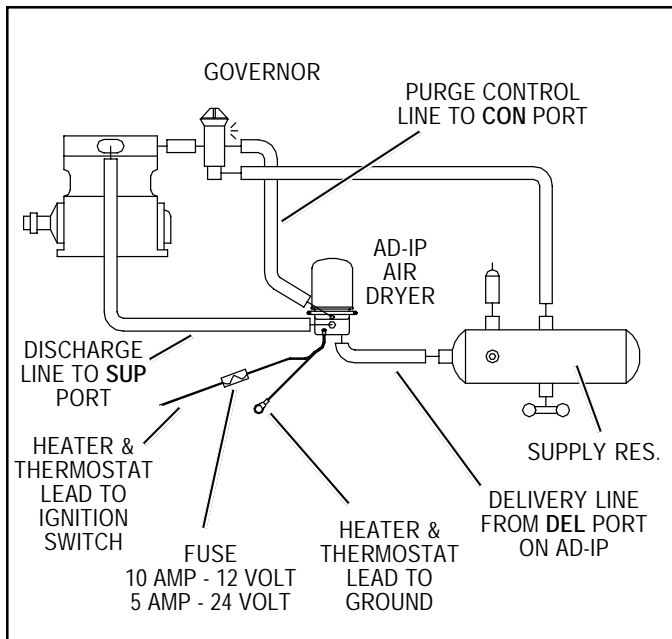 GOVERNOR
PURGE CONTROL
LINE TO CON PORT
AD-IP
AIR
DRYER
DISCHARGE
LINE TO SUP
PORT
HEATER &
THERMOSTAT
LEAD TO
IGNITION
SWITCH
FUSE
10 AMP - 12 VOLT
5 AMP - 24 VOLT
HEATER &
THERMOSTAT
LEAD TO
GROUND
SUPPLY RES.
DELIVERY LINE
FROM DEL PORT
ON AD-IP